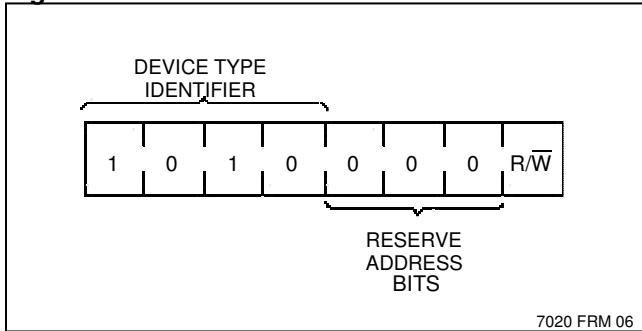 DEVICE TYPE
IDENTIFIER
1 0 1 0 0 0 0 R/W̅
RESERVE
ADDRESS
BITS
7020 FRM 06